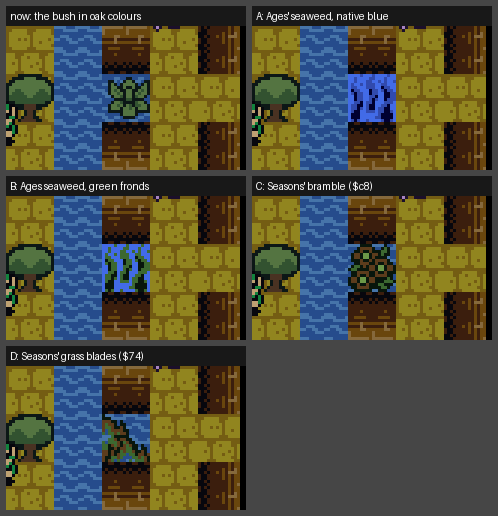 now: the bush in oak colours
A: Ages' seaweed, native blue
B: Ages seaweed, green fronds
C: Seasons' bramble ($c8)
D: Seasons' grass blades ($74)